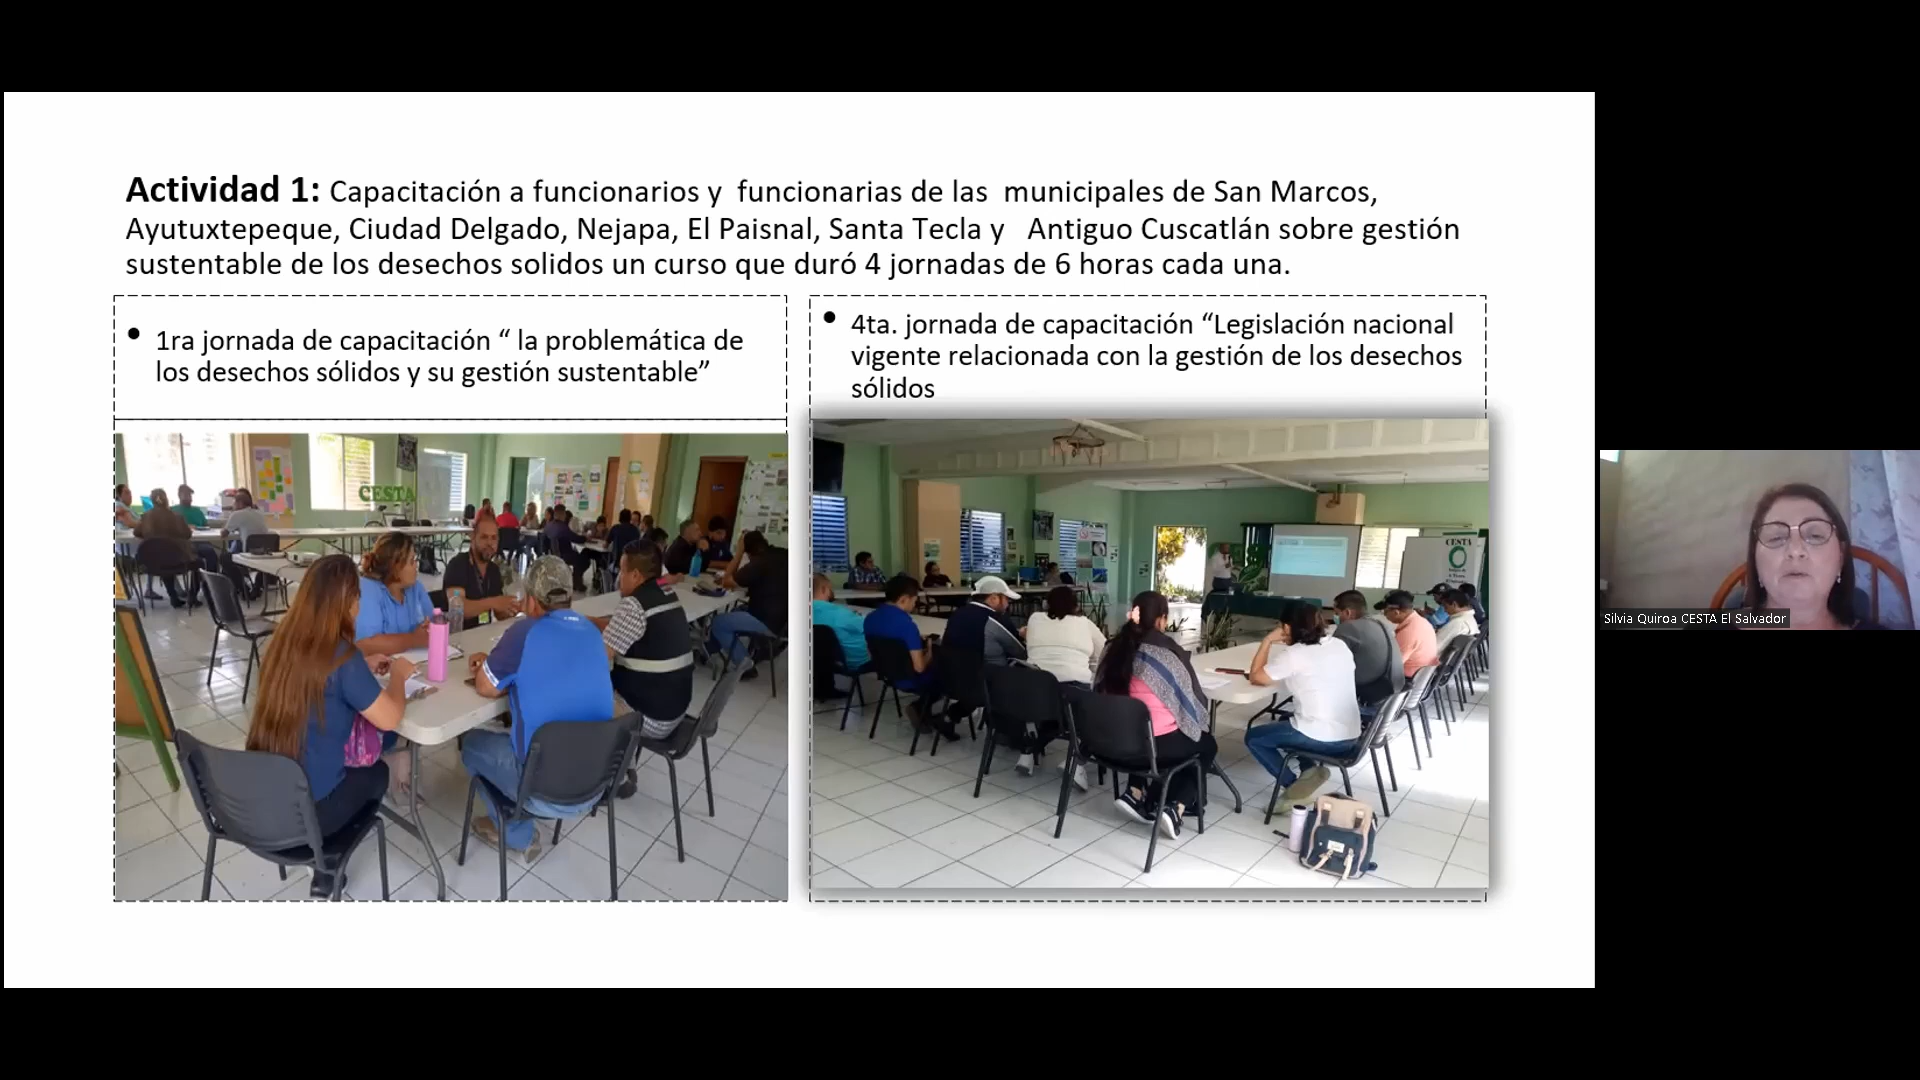 Actividad 1: Capacitación a funcionarios y  funcionarias de las  municipales de San Marcos,
Ayutuxtepeque, Ciudad Delgado, Nejapa, El Paisnal, Santa Tecla y   Antiguo Cuscatlán sobre gestión
sustentable de los desechos solidos un curso que duró 4 jornadas de 6 horas cada una.
• 1ra jornada de capacitación “ la problemática de
los desechos sólidos y su gestión sustentable”
• 4ta. jornada de capacitación “Legislación nacional
vigente relacionada con la gestión de los desechos
sólidos
CESTA
CESTA
Silvia Quiroa CESTA El Salvador